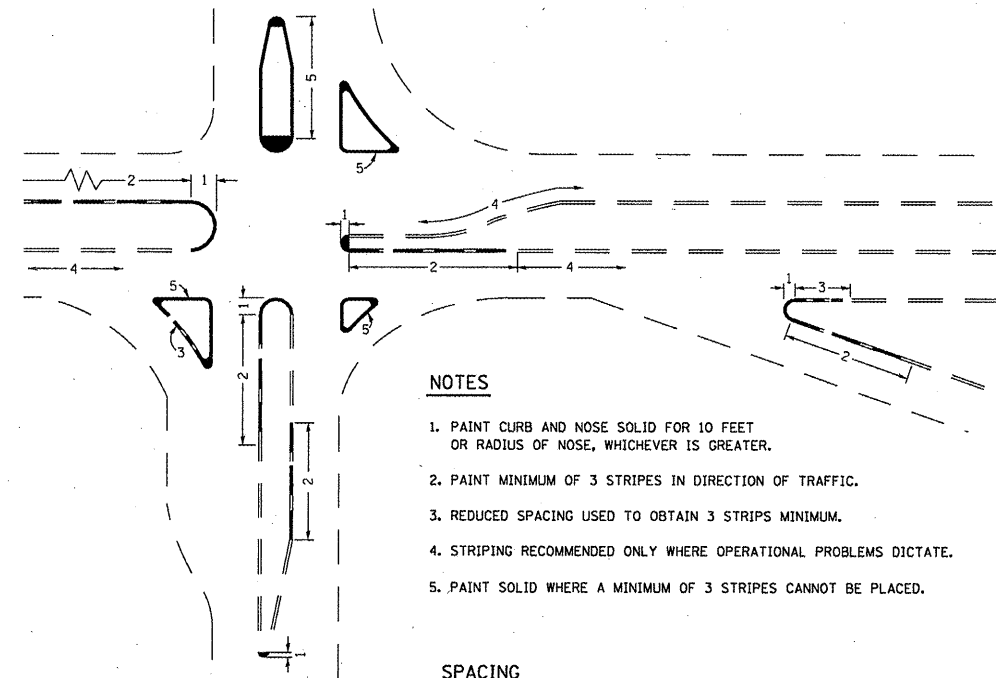 5
5
2
1
4
1
4
5
2
4
1
3
1
5
3
5
2
2
2
1
NOTES
1. PAINT CURB AND NOSE SOLID FOR 10 FEET
OR RADIUS OF NOSE, WHICHEVER IS GREATER.
2. PAINT MINIMUM OF 3 STRIPES IN DIRECTION OF TRAFFIC.
3. REDUCED SPACING USED TO OBTAIN 3 STRIPS MINIMUM.
4. STRIPING RECOMMENDED ONLY WHERE OPERATIONAL PROBLEMS DICTATE.
5. PAINT SOLID WHERE A MINIMUM OF 3 STRIPES CANNOT BE PLACED.
SPACING